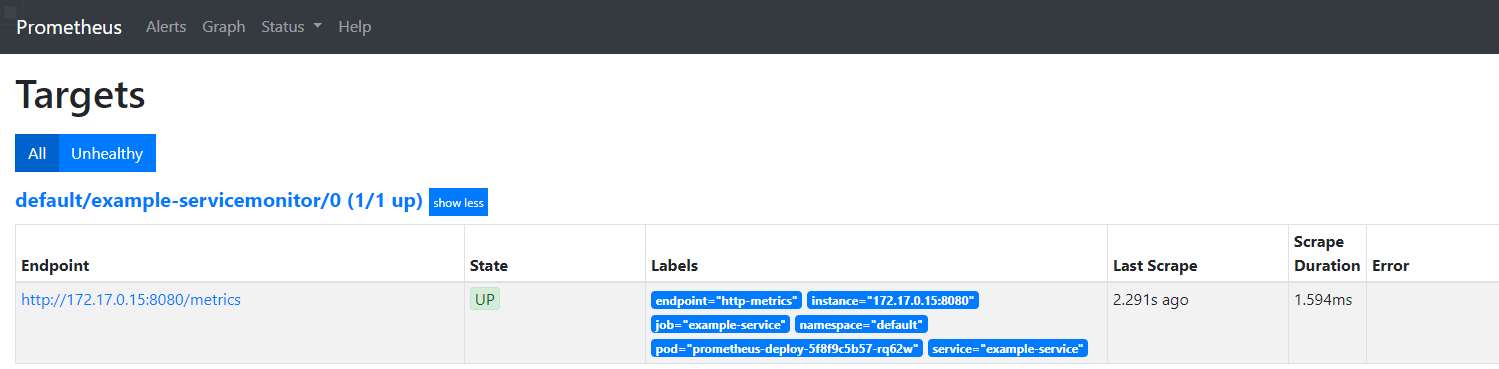 Prometheus Alerts Graph Status Help
Targets
All Unhealthy
default/example-servicemonitor/0 (1/1 up) show less
Endpoint State Labels Last Scrape Scrape Duration Error
http://172.17.0.15:8080/metrics UP endpoint="http-metrics" instance="172.17.0.15:8080" 2.291s ago 1.594ms
job="example-service" namespace="default"
pod="prometheus-deploy-5f8f9c5b57-rq62w" service="example-service"